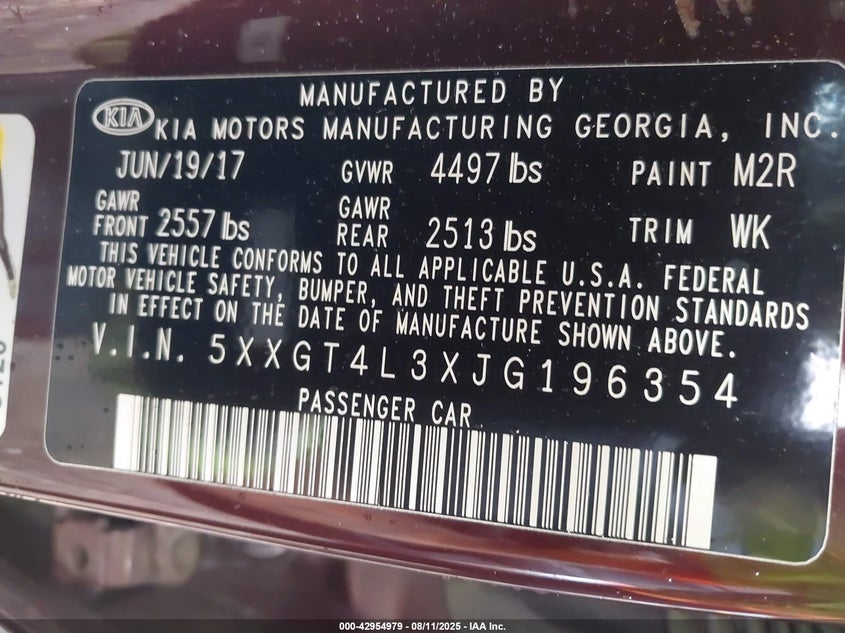 MANUFACTURED BY
KIA KIA MOTORS MANUFACTURING GEORGIA, INC.
JUN/19/17 GVWR 4497 lbs PAINT M2R
GAWR FRONT 2557 lbs GAWR REAR 2513 lbs TRIM WK
THIS VEHICLE CONFORMS TO ALL APPLICABLE U.S.A. FEDERAL
MOTOR VEHICLE SAFETY, BUMPER, AND THEFT PREVENTION STANDARDS
IN EFFECT ON THE DATE OF MANUFACTURE SHOWN ABOVE.
V.I.N. 5XXGT4L3XJG196354
PASSENGER CAR
000-42954979 - 08/11/2025 - IAA Inc.